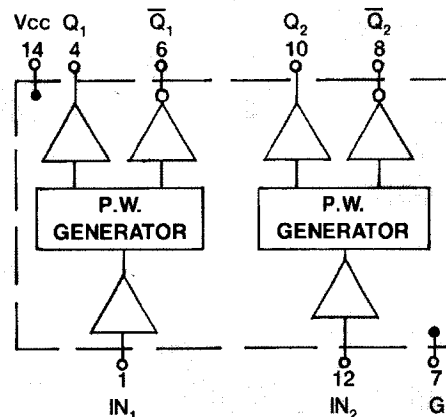 Vcc Q₁ Q̅₁ Q₂ Q̅₂
14 4 6 10 8
P.W. GENERATOR
P.W. GENERATOR
1 12 7
IN₁ IN₂ G